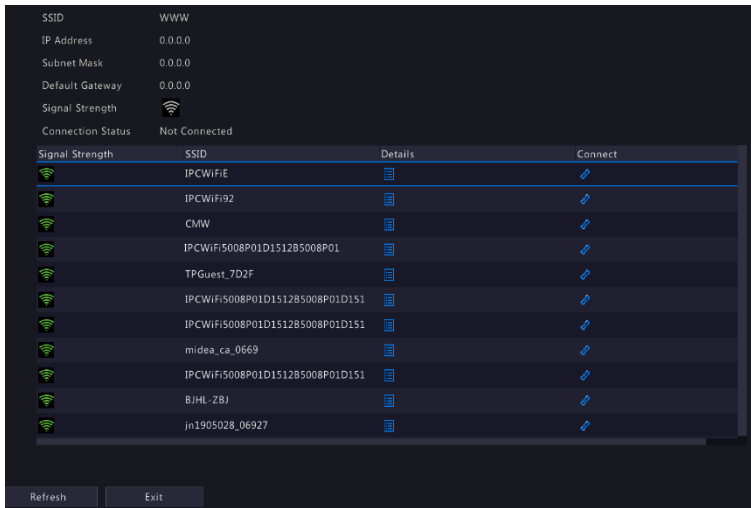 SSID WWW
IP Address 0.0.0.0
Subnet Mask 0.0.0.0
Default Gateway 0.0.0.0
Signal Strength
Connection Status Not Connected
Signal Strength SSID Details Connect
IPCWiFiE
IPCWiFi92
CMW
IPCWiFi5008P01D1512B5008P01
TPGuest_7D2F
IPCWiFi5008P01D1512B5008P01D151
IPCWiFi5008P01D1512B5008P01D151
midea_ca_0669
IPCWiFi5008P01D1512B5008P01D151
BJHL-ZBJ
jn1905028_06927
Refresh Exit